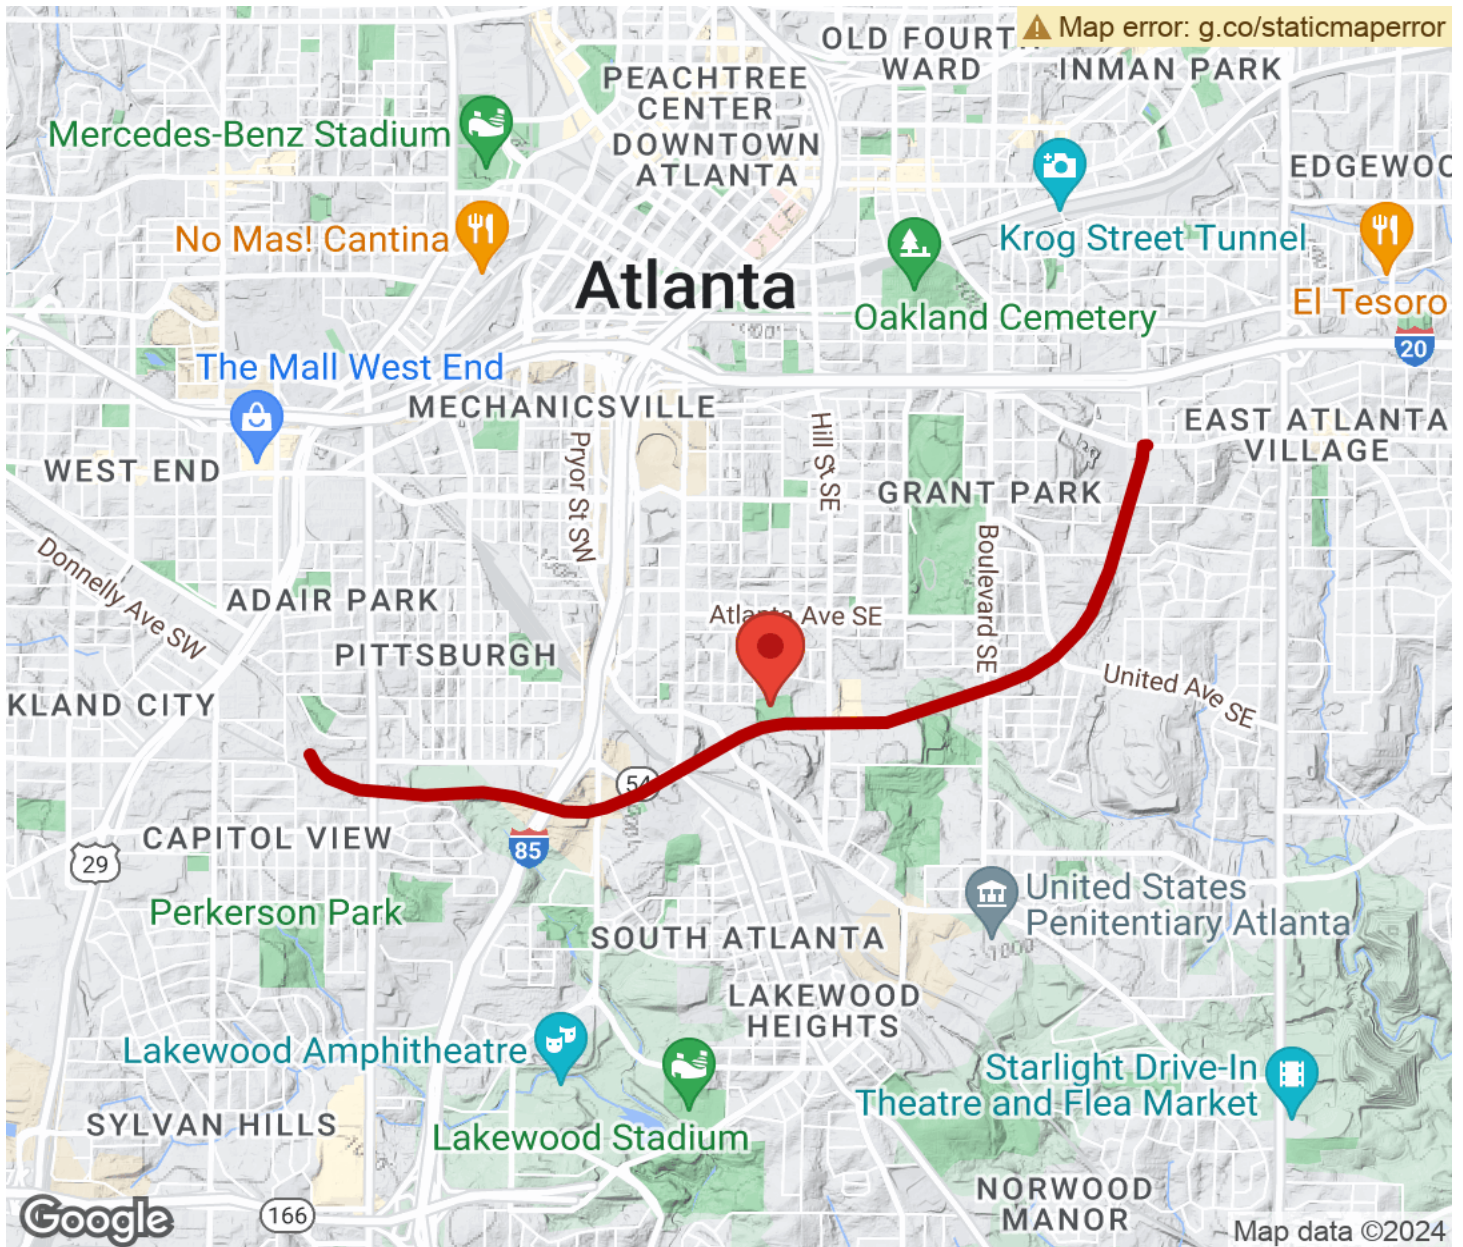 Map error: g.co/staticmaperror
OLD FOURT
WARD
INMAN PARK
PEACHTREE
CENTER
DOWNTOWN
ATLANTA
Mercedes-Benz Stadium
EDGEWOO
No Mas! Cantina
Krog Street Tunnel
Atlanta
El Tesoro
Oakland Cemetery
20
The Mall West End
MECHANICSVILLE
Hill St SE
EAST ATLANTA
VILLAGE
WEST END
Pryor St SW
GRANT PARK
Donnelly Ave SW
Boulevard SE
ADAIR PARK
Atlanta Ave SE
PITTSBURGH
United Ave SE
KLAND CITY
54
CAPITOL VIEW
85
29
United States
Penitentiary Atlanta
Perkerson Park
SOUTH ATLANTA
1000
LAKEWOOD
HEIGHTS
Lakewood Amphitheatre
Starlight Drive-In
Theatre and Flea Market
SYLVAN HILLS
Lakewood Stadium
NORWOOD
MANOR
166
Google
Map data ©2024